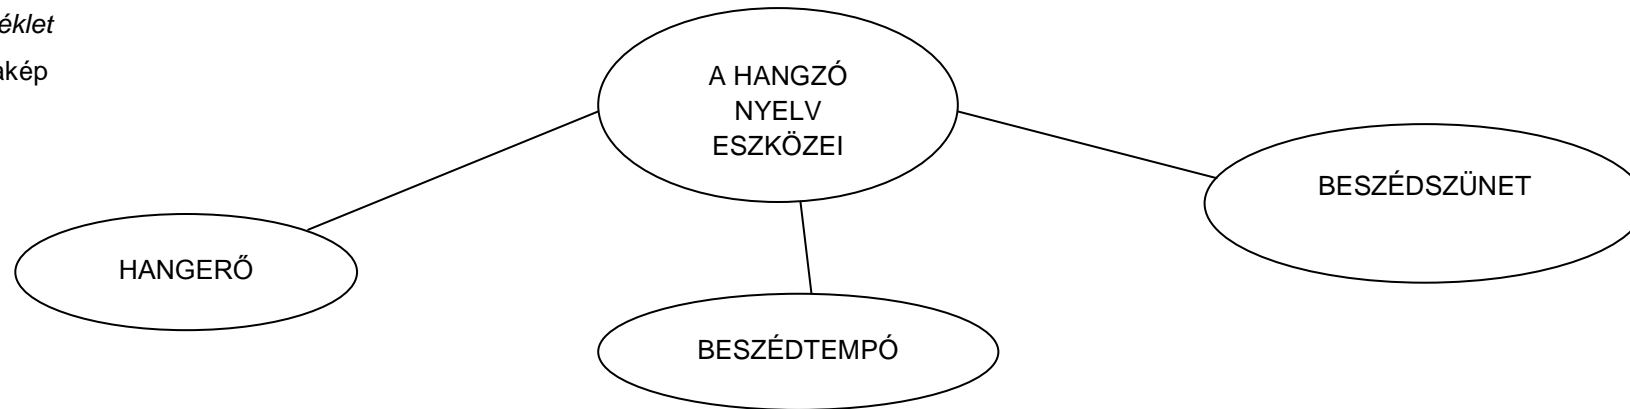 éklet
akép
A HANGZÓ
NYELV
ESZKÖZEI
BESZÉDSZÜNET
HANGERŐ
BESZÉDTEMPÓ